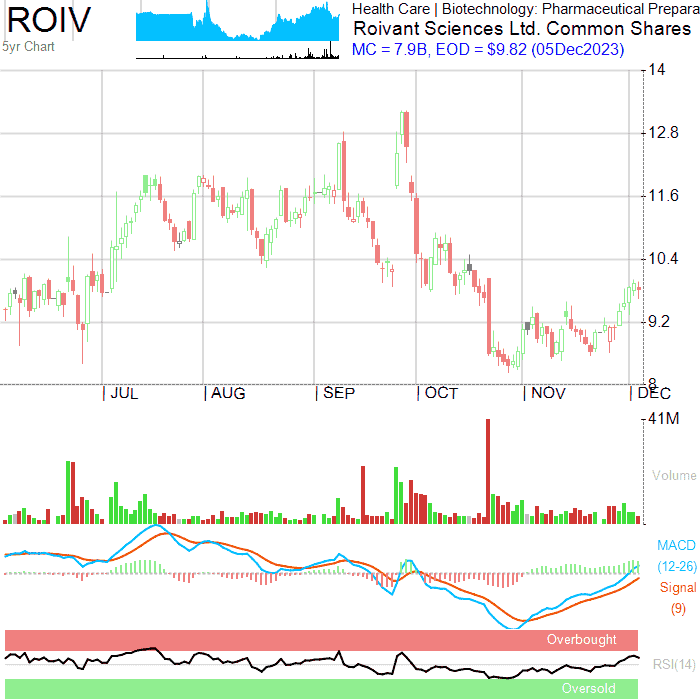 ROIV
5yr Chart
Health Care | Biotechnology: Pharmaceutical Prepara
Roivant Sciences Ltd. Common Shares
MC = 7.9B, EOD = $9.82 (05Dec2023)
14
12.8
11.6
10.4
9.2
8
JUL AUG SEP OCT NOV DEC
41M
Volume
MACD
(12-26)
Signal
(9)
Overbought
RSI(14)
Oversold